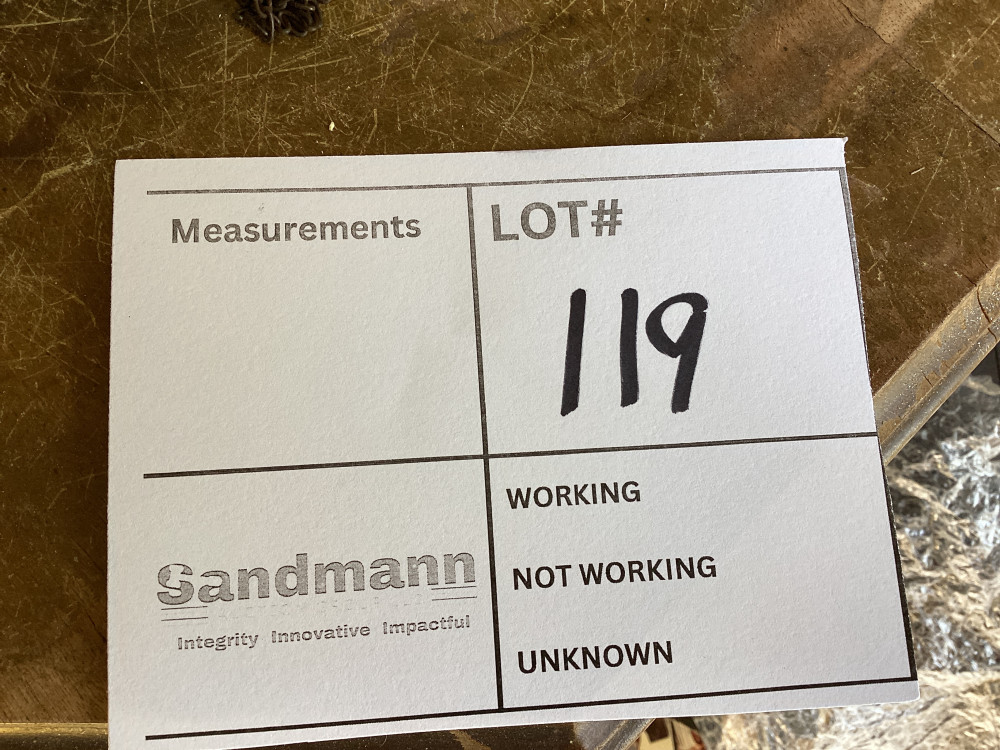 Measurements
LOT#
119
Sandmann
Integrity Innovative Impactful
WORKING
NOT WORKING
UNKNOWN